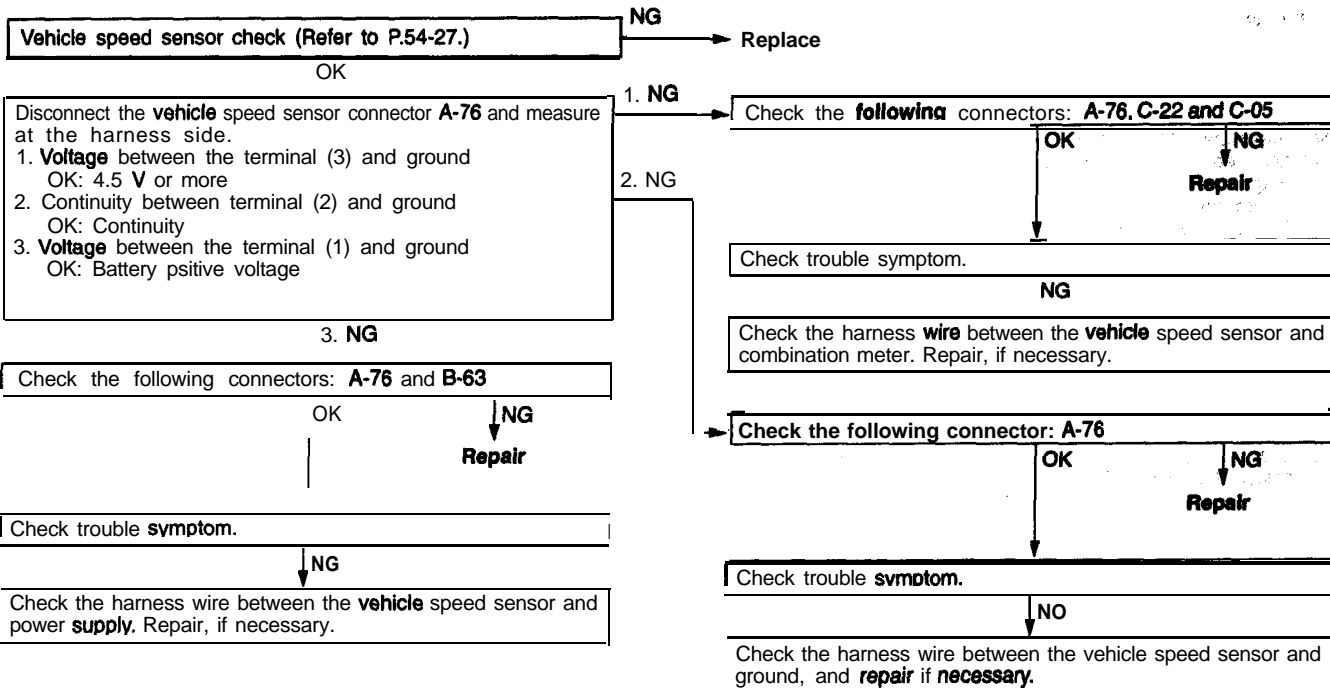 Vehicle speed sensor check (Refer to P.54-27.)
NG
Replace
OK
Disconnect the vehicle speed sensor connector A-76 and measure
at the harness side.
1. Voltage between the terminal (3) and ground
OK: 4.5 V or more
2. Continuity between terminal (2) and ground
OK: Continuity
3. Voltage between the terminal (1) and ground
OK: Battery psitive voltage
1. NG
Check the following connectors: A-76, C-22 and C-05
OK
NG
Repair
Check trouble symptom.
NG
Check the harness wire between the vehicle speed sensor and
combination meter. Repair, if necessary.
2. NG
Check the following connector: A-76
OK
NG
Repair
Check trouble symptom.
NO
Check the harness wire between the vehicle speed sensor and
ground, and repair if necessary.
3. NG
Check the following connectors: A-76 and B-63
OK
NG
Repair
Check trouble symptom.
NG
Check the harness wire between the vehicle speed sensor and
power supply. Repair, if necessary.